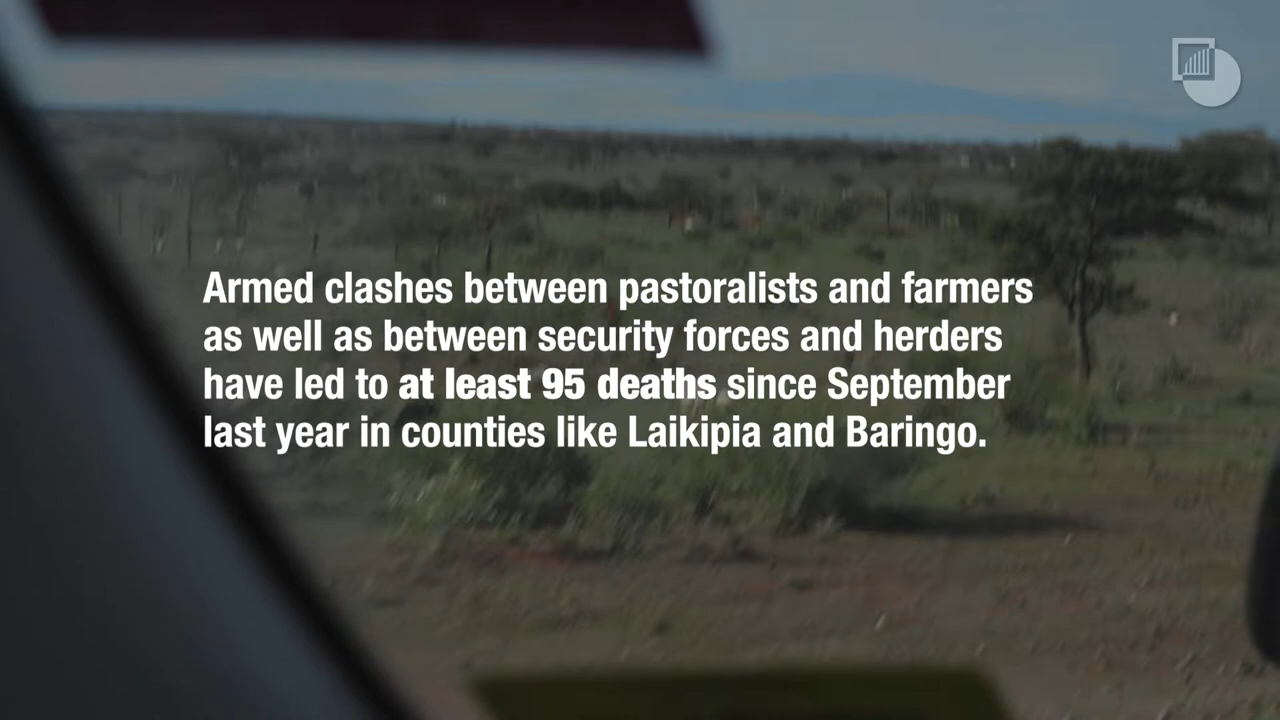 Armed clashes between pastoralists and farmers
as well as between security forces and herders
have led to at least 95 deaths since September
last year in counties like Laikipia and Baringo.